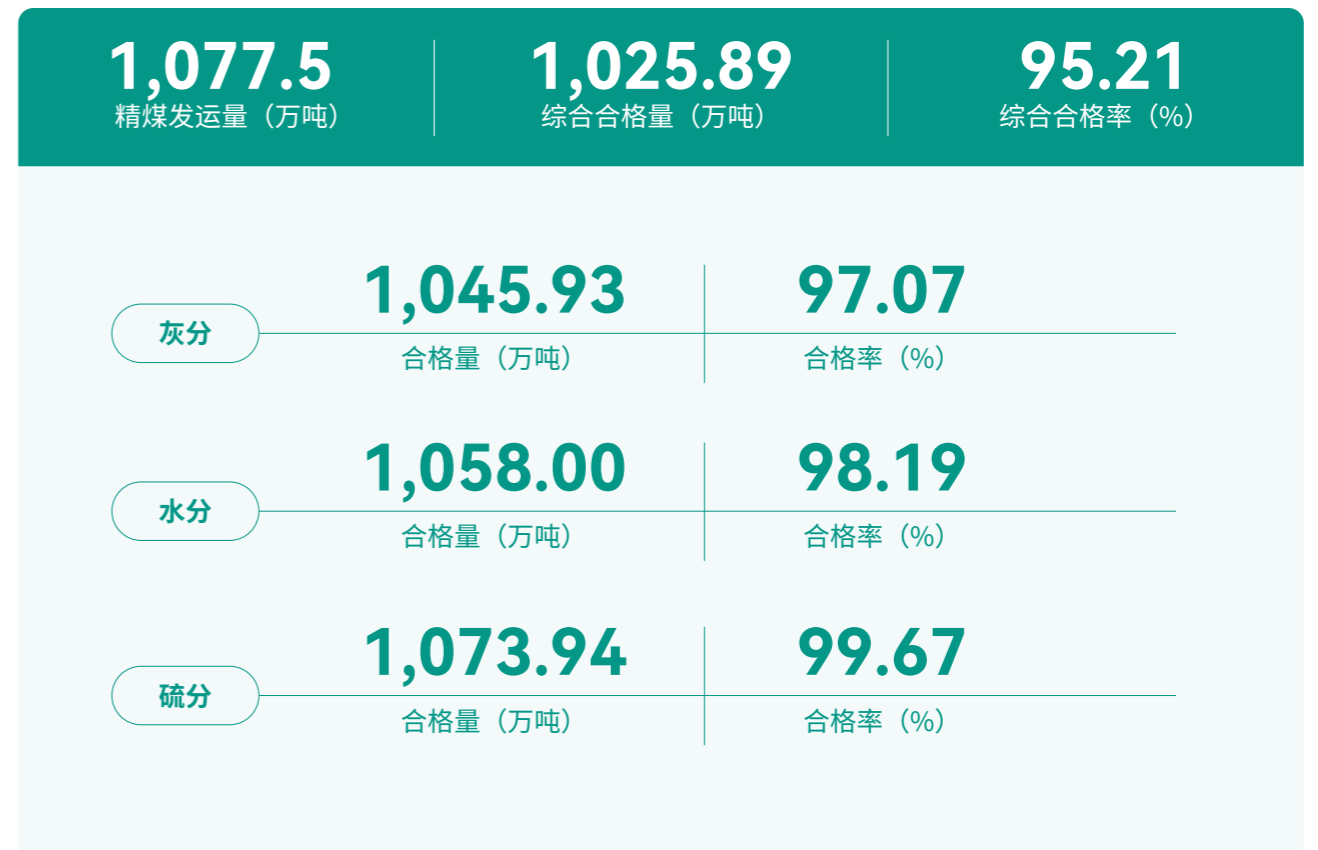 1,077.5 1,025.89 95.21
精煤发运量（万吨） 综合合格量（万吨） 综合合格率（%）
1,045.93 97.07
灰分
合格量（万吨） 合格率（%）
1,058.00 98.19
水分
合格量（万吨） 合格率（%）
1,073.94 99.67
硫分
合格量（万吨） 合格率（%）